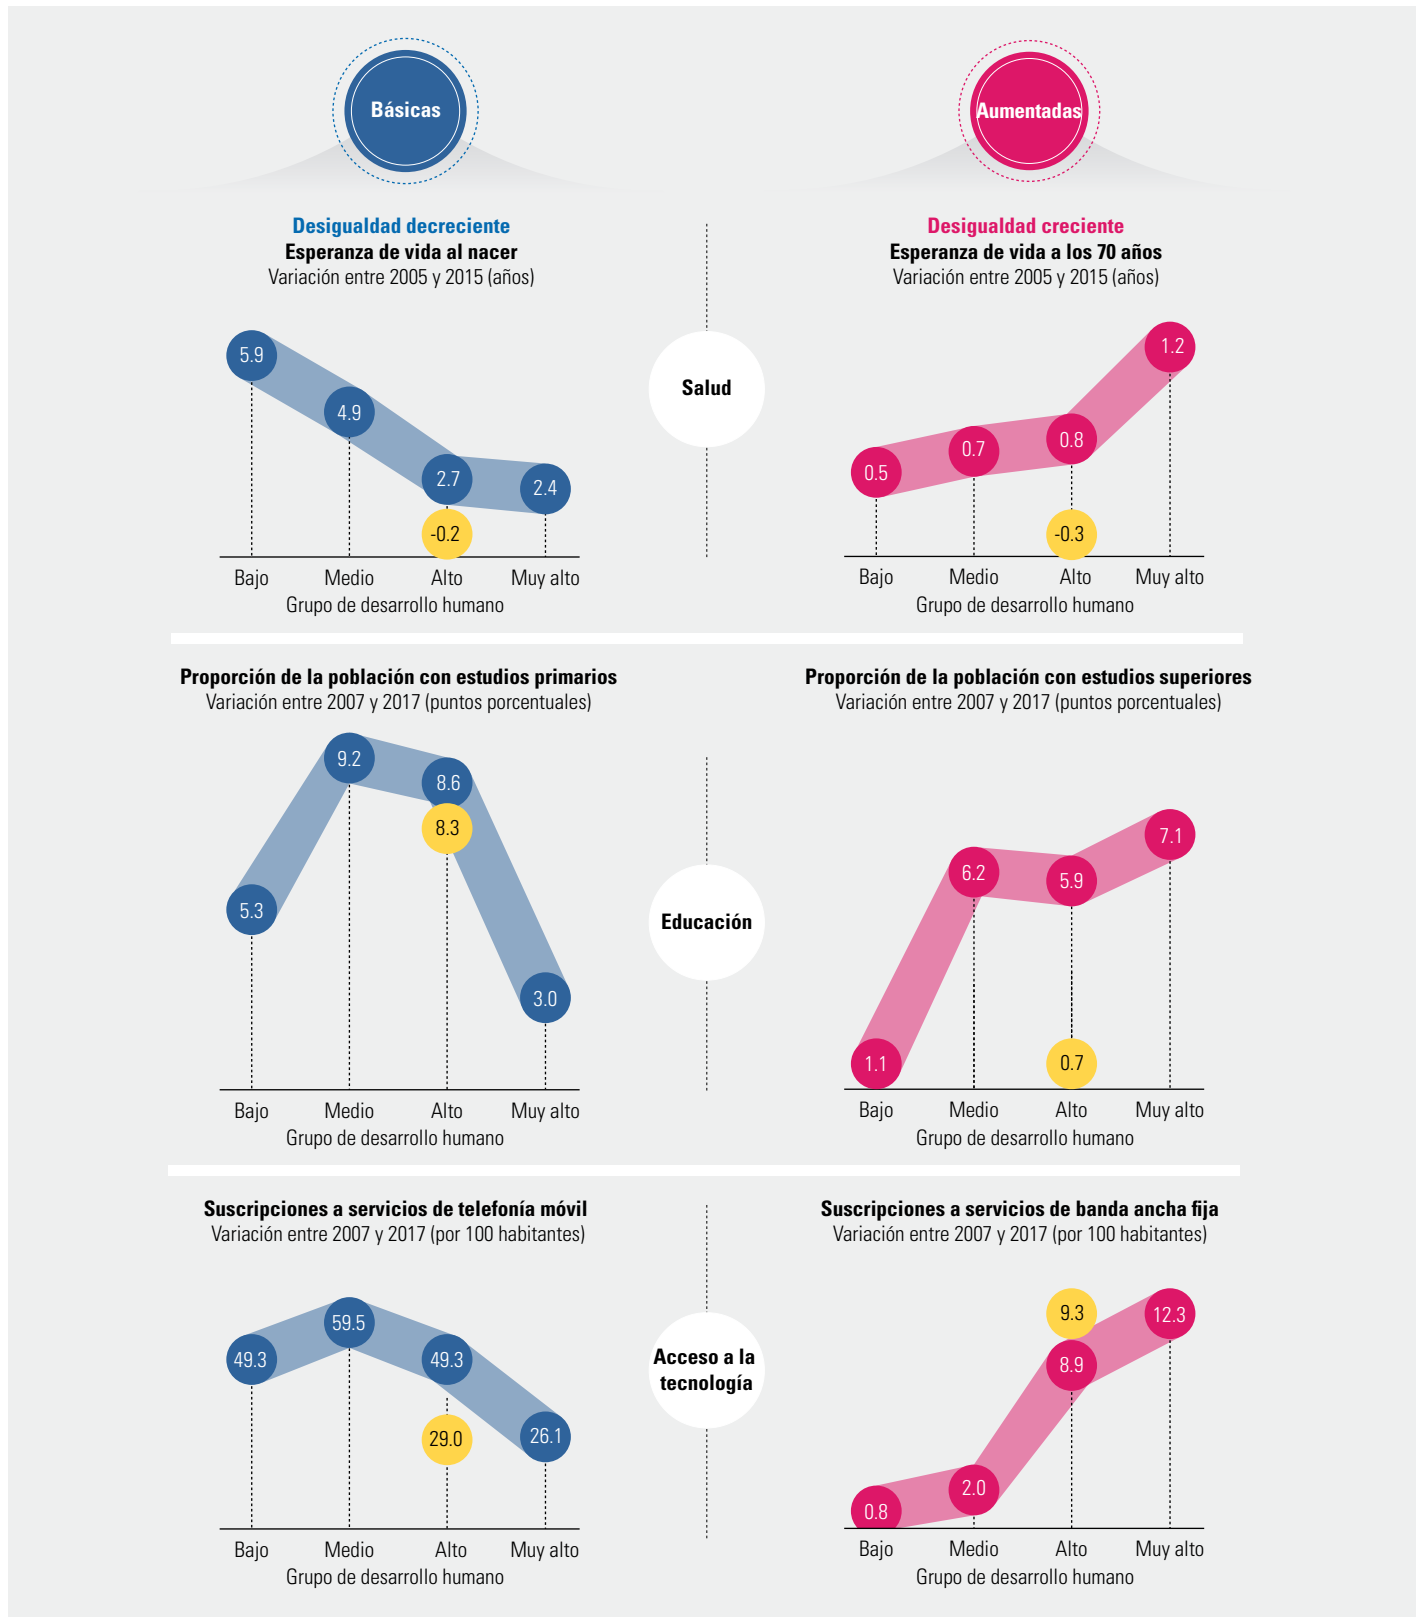 Básicas
Aumentadas
Desigualdad decreciente
Esperanza de vida al nacer
Variación entre 2005 y 2015 (años)
Desigualdad creciente
Esperanza de vida a los 70 años
Variación entre 2005 y 2015 (años)
5.9
4.9
2.7
2.4
-0.2
Bajo Medio Alto Muy alto
Grupo de desarrollo humano
Salud
0.5
0.7
0.8
1.2
-0.3
Bajo Medio Alto Muy alto
Grupo de desarrollo humano
Proporción de la población con estudios primarios
Variación entre 2007 y 2017 (puntos porcentuales)
Proporción de la población con estudios superiores
Variación entre 2007 y 2017 (puntos porcentuales)
5.3
9.2
8.6
8.3
3.0
Bajo Medio Alto Muy alto
Grupo de desarrollo humano
Educación
1.1
6.2
5.9
7.1
0.7
Bajo Medio Alto Muy alto
Grupo de desarrollo humano
Suscripciones a servicios de telefonía móvil
Variación entre 2007 y 2017 (por 100 habitantes)
Suscripciones a servicios de banda ancha fija
Variación entre 2007 y 2017 (por 100 habitantes)
49.3
59.5
49.3
29.0
26.1
Bajo Medio Alto Muy alto
Grupo de desarrollo humano
Acceso a la
tecnología
0.8
2.0
9.3
8.9
12.3
Bajo Medio Alto Muy alto
Grupo de desarrollo humano